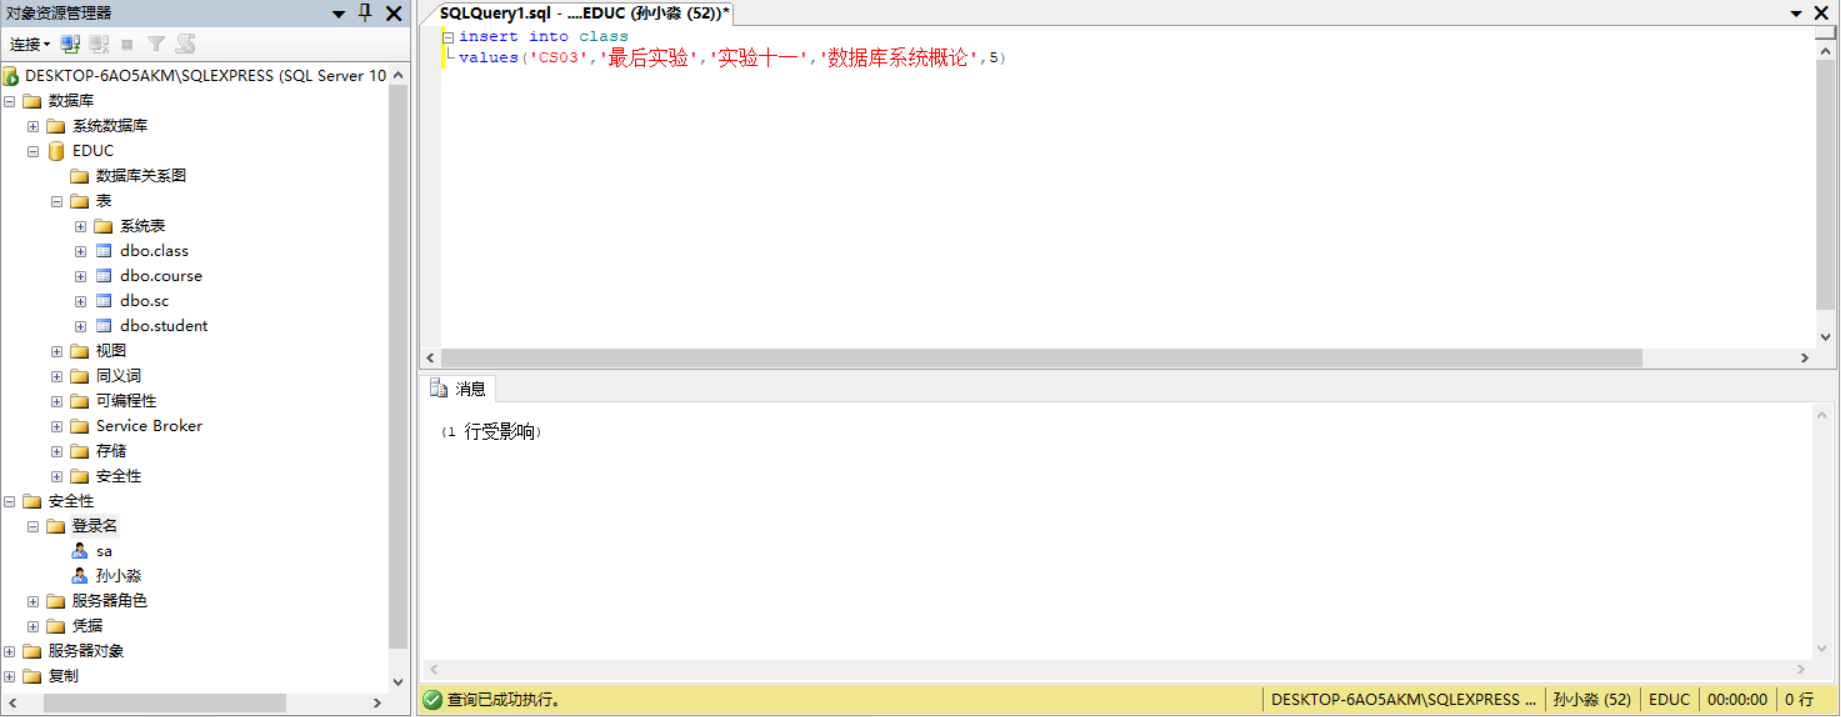 对象资源管理器
连接
DESKTOP-6AO5AKM\SQLEXPRESS (SQL Server 10
数据库
系统数据库
EDUC
数据库关系图
表
系统表
dbo.class
dbo.course
dbo.sc
dbo.student
视图
同义词
可编程性
Service Broker
存储
安全性
安全性
登录名
sa
孙小淼
服务器角色
凭据
服务器对象
复制
SQLQuery1.sql - ....EDUC (孙小淼 (52))*
insert into class
values('CS03','最后实验','实验十一','数据库系统概论',5)
消息
(1 行受影响)
查询已成功执行。
DESKTOP-6AO5AKM\SQLEXPRESS ...
孙小淼 (52)
EDUC
00:00:00
0 行